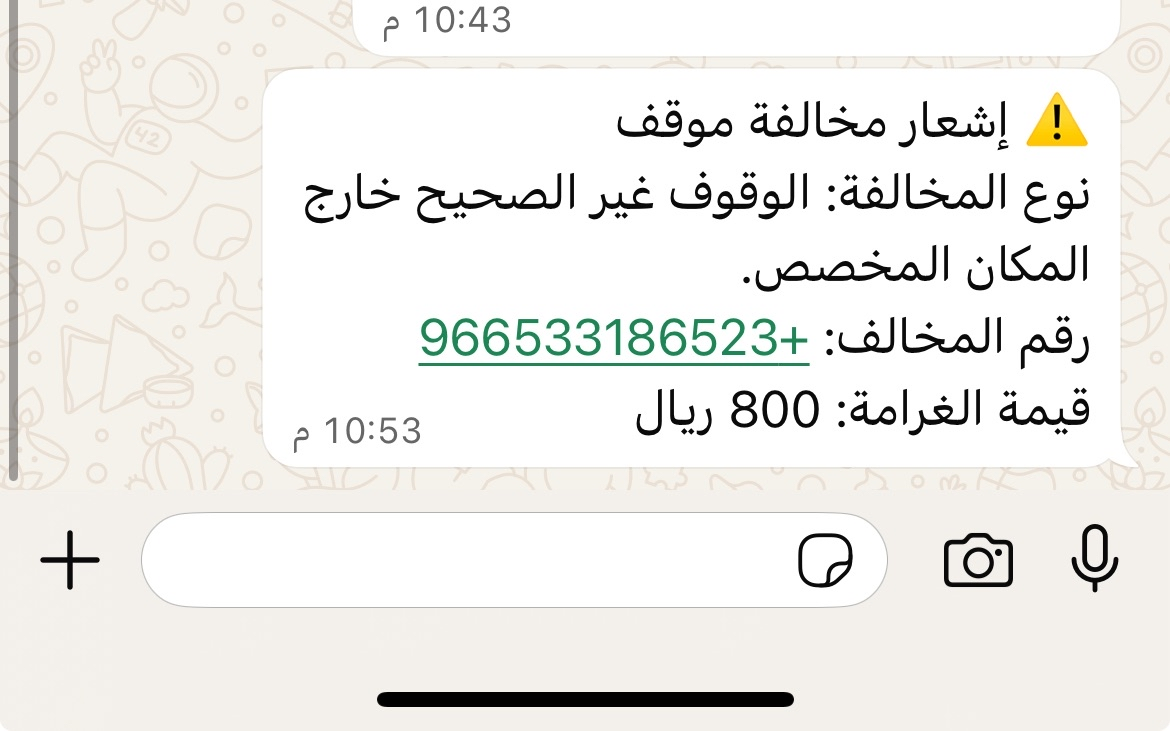 10:43 م
⚠️ إشعار مخالفة موقف
نوع المخالفة: الوقوف غير الصحيح خارج
المكان المخصص.
رقم المخالف: +966533186523
قيمة الغرامة: 800 ريال
10:53 م
42